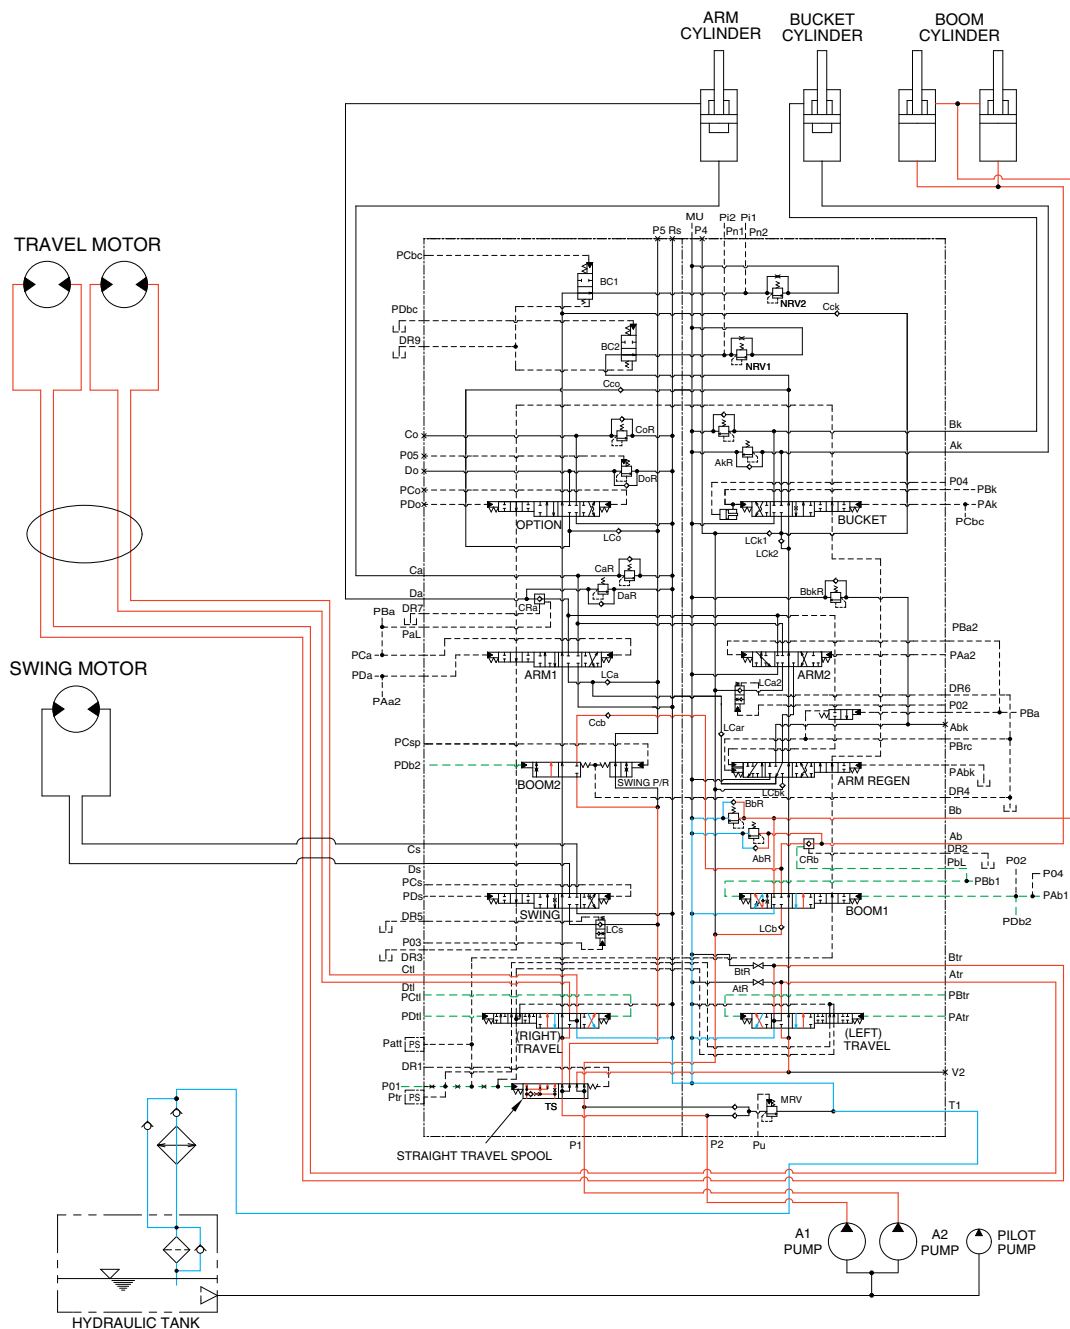 ARM
CYLINDER
BUCKET
CYLINDER
BOOM
CYLINDER
TRAVEL MOTOR
MU
Pi2 Pi1
P5 Rs
P4
Pn1 Pn2
PCbc
BC1
NRV2
Cck
PDbc
DR9
BC2
NRV1
Cco
Co
CoR
Bk
P05
Ak
Do
DoR
AkR
P04
PCo
PBk
PDo
PAk
OPTION
BUCKET
PCbc
LCo
LCk1
LCk2
Ca
CaR
Da
DaR
BbkR
PBa
DR7
CRa
PaL
PBa2
PCa
PAa2
PDa
ARM1
ARM2
PAa2
LCa
LCa2
DR6
P02
PBa
Ccb
LCar
Abk
PCsp
PBrc
PDb2
PAbk
BOOM2
SWING P/R
ARM REGEN
LCbk
DR4
BbR
Bb
SWING MOTOR
Cs
AbR
CRb
Ab
DR2
Ds
PbL
P02
PCs
PBb1
P04
PDs
PAb1
SWING
BOOM1
PDb2
DR5
LCs
LCb
P03
DR3
Ctl
BtR
Btr
Atr
Dtl
AtR
PCtl
PBtr
PDtl
PAtr
(RIGHT)
TRAVEL
(LEFT)
TRAVEL
Patt PS
DR1
V2
P01
Ptr PS
TS
MRV
T1
STRAIGHT TRAVEL SPOOL
P1
P2
Pu
A1
PUMP
A2
PUMP
PILOT
PUMP
HYDRAULIC TANK